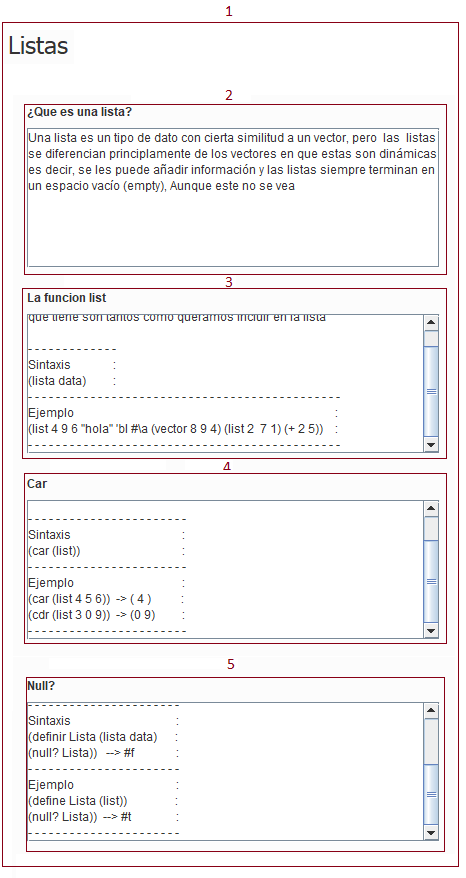 1
Listas
2
¿Que es una lista?
Una lista es un tipo de dato con cierta similitud a un vector, pero las listas
se diferencian principlamente de los vectores en que estas son dinámicas
es decir, se les puede añadir información y las listas siempre terminan en
un espacio vacío (empty), Aunque este no se vea
3
La funcion list
que tiene son tantos como queramos incluir en la lista
- - - - - - - - - - - - -
Sintaxis :
(lista data) :
- - - - - - - - - - - - - - - - - - - - - - - - - - - - - - - - - - - - - - -
Ejemplo :
(list 4 9 6 "hola" 'bl #\a (vector 8 9 4) (list 2 7 1) (+ 2 5)) :
- - - - - - - - - - - - - - - - - - - - - - - - - - - - - - - - - - - - - - -
4
Car
- - - - - - - - - - - - - - - - - - - - - - -
Sintaxis :
(car (list)) :
- - - - - - - - - - - - - - - - - - - - - - -
Ejemplo :
(car (list 4 5 6)) -> ( 4 ) :
(cdr (list 3 0 9)) -> (0 9) :
- - - - - - - - - - - - - - - - - - - - - - -
5
Null?
- - - - - - - - - - - - - - - - - - - - - -
Sintaxis :
(definir Lista (lista data) :
(null? Lista)) --> #f :
- - - - - - - - - - - - - - - - - - - - - -
Ejemplo :
(define Lista (list)) :
(null? Lista)) --> #t :
- - - - - - - - - - - - - - - - - - - - - -